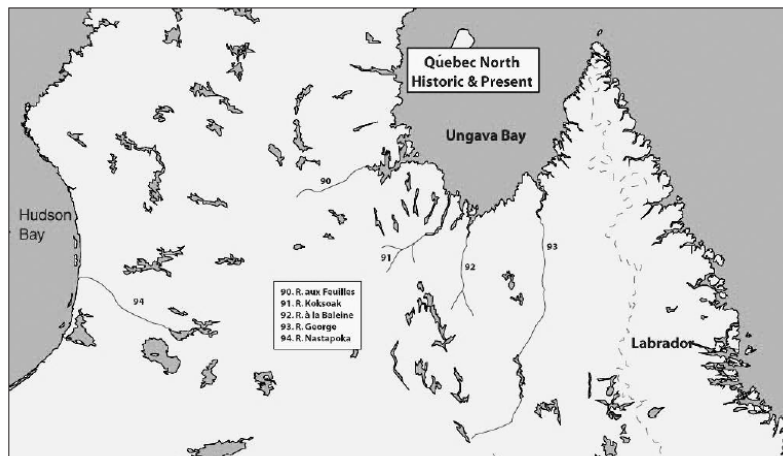 Quebec North
Historic & Present
Ungava Bay
Hudson
Bay
90
91
92
93
94
90. R. aux Feuilles
91. R. Koksoak
92. R. à la Baleine
93. R. George
94. R. Nastapoka
Labrador